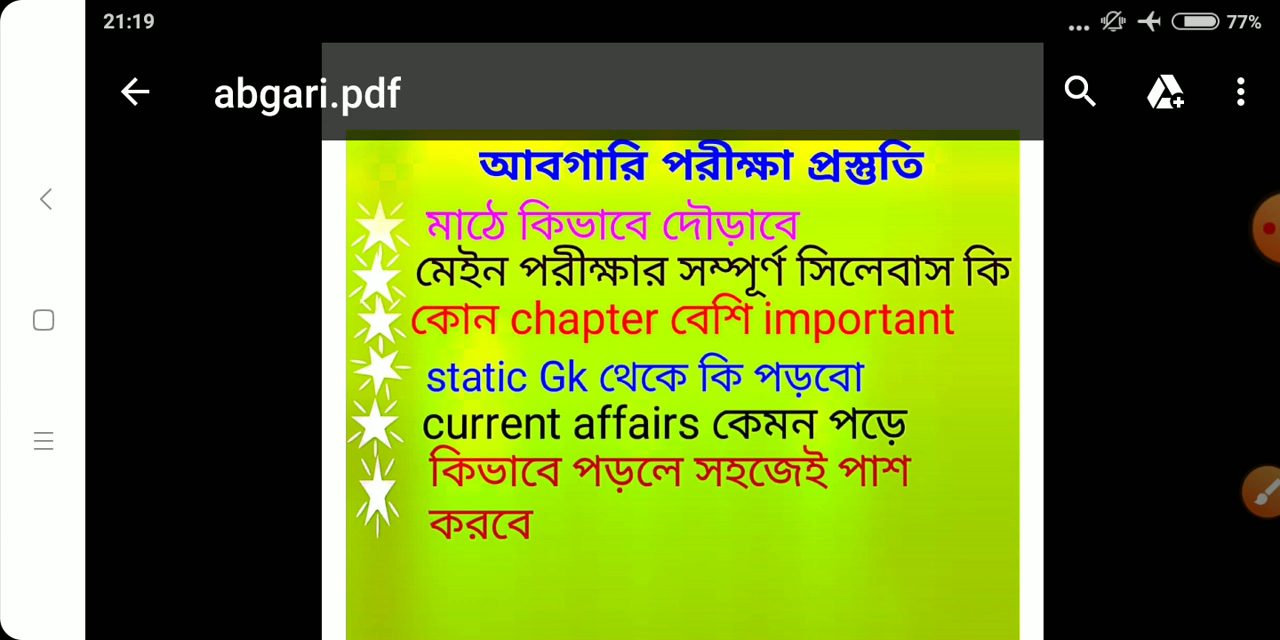 21:19
77%
abgari.pdf
আবগারি পরীক্ষা প্রস্তুতি
মাঠে কিভাবে দৌড়াবে
মেইন পরীক্ষার সম্পূর্ণ সিলেবাস কি
কোন chapter বেশি important
static Gk থেকে কি পড়বো
current affairs কেমন পড়ে
কিভাবে পড়লে সহজেই পাশ
করবে